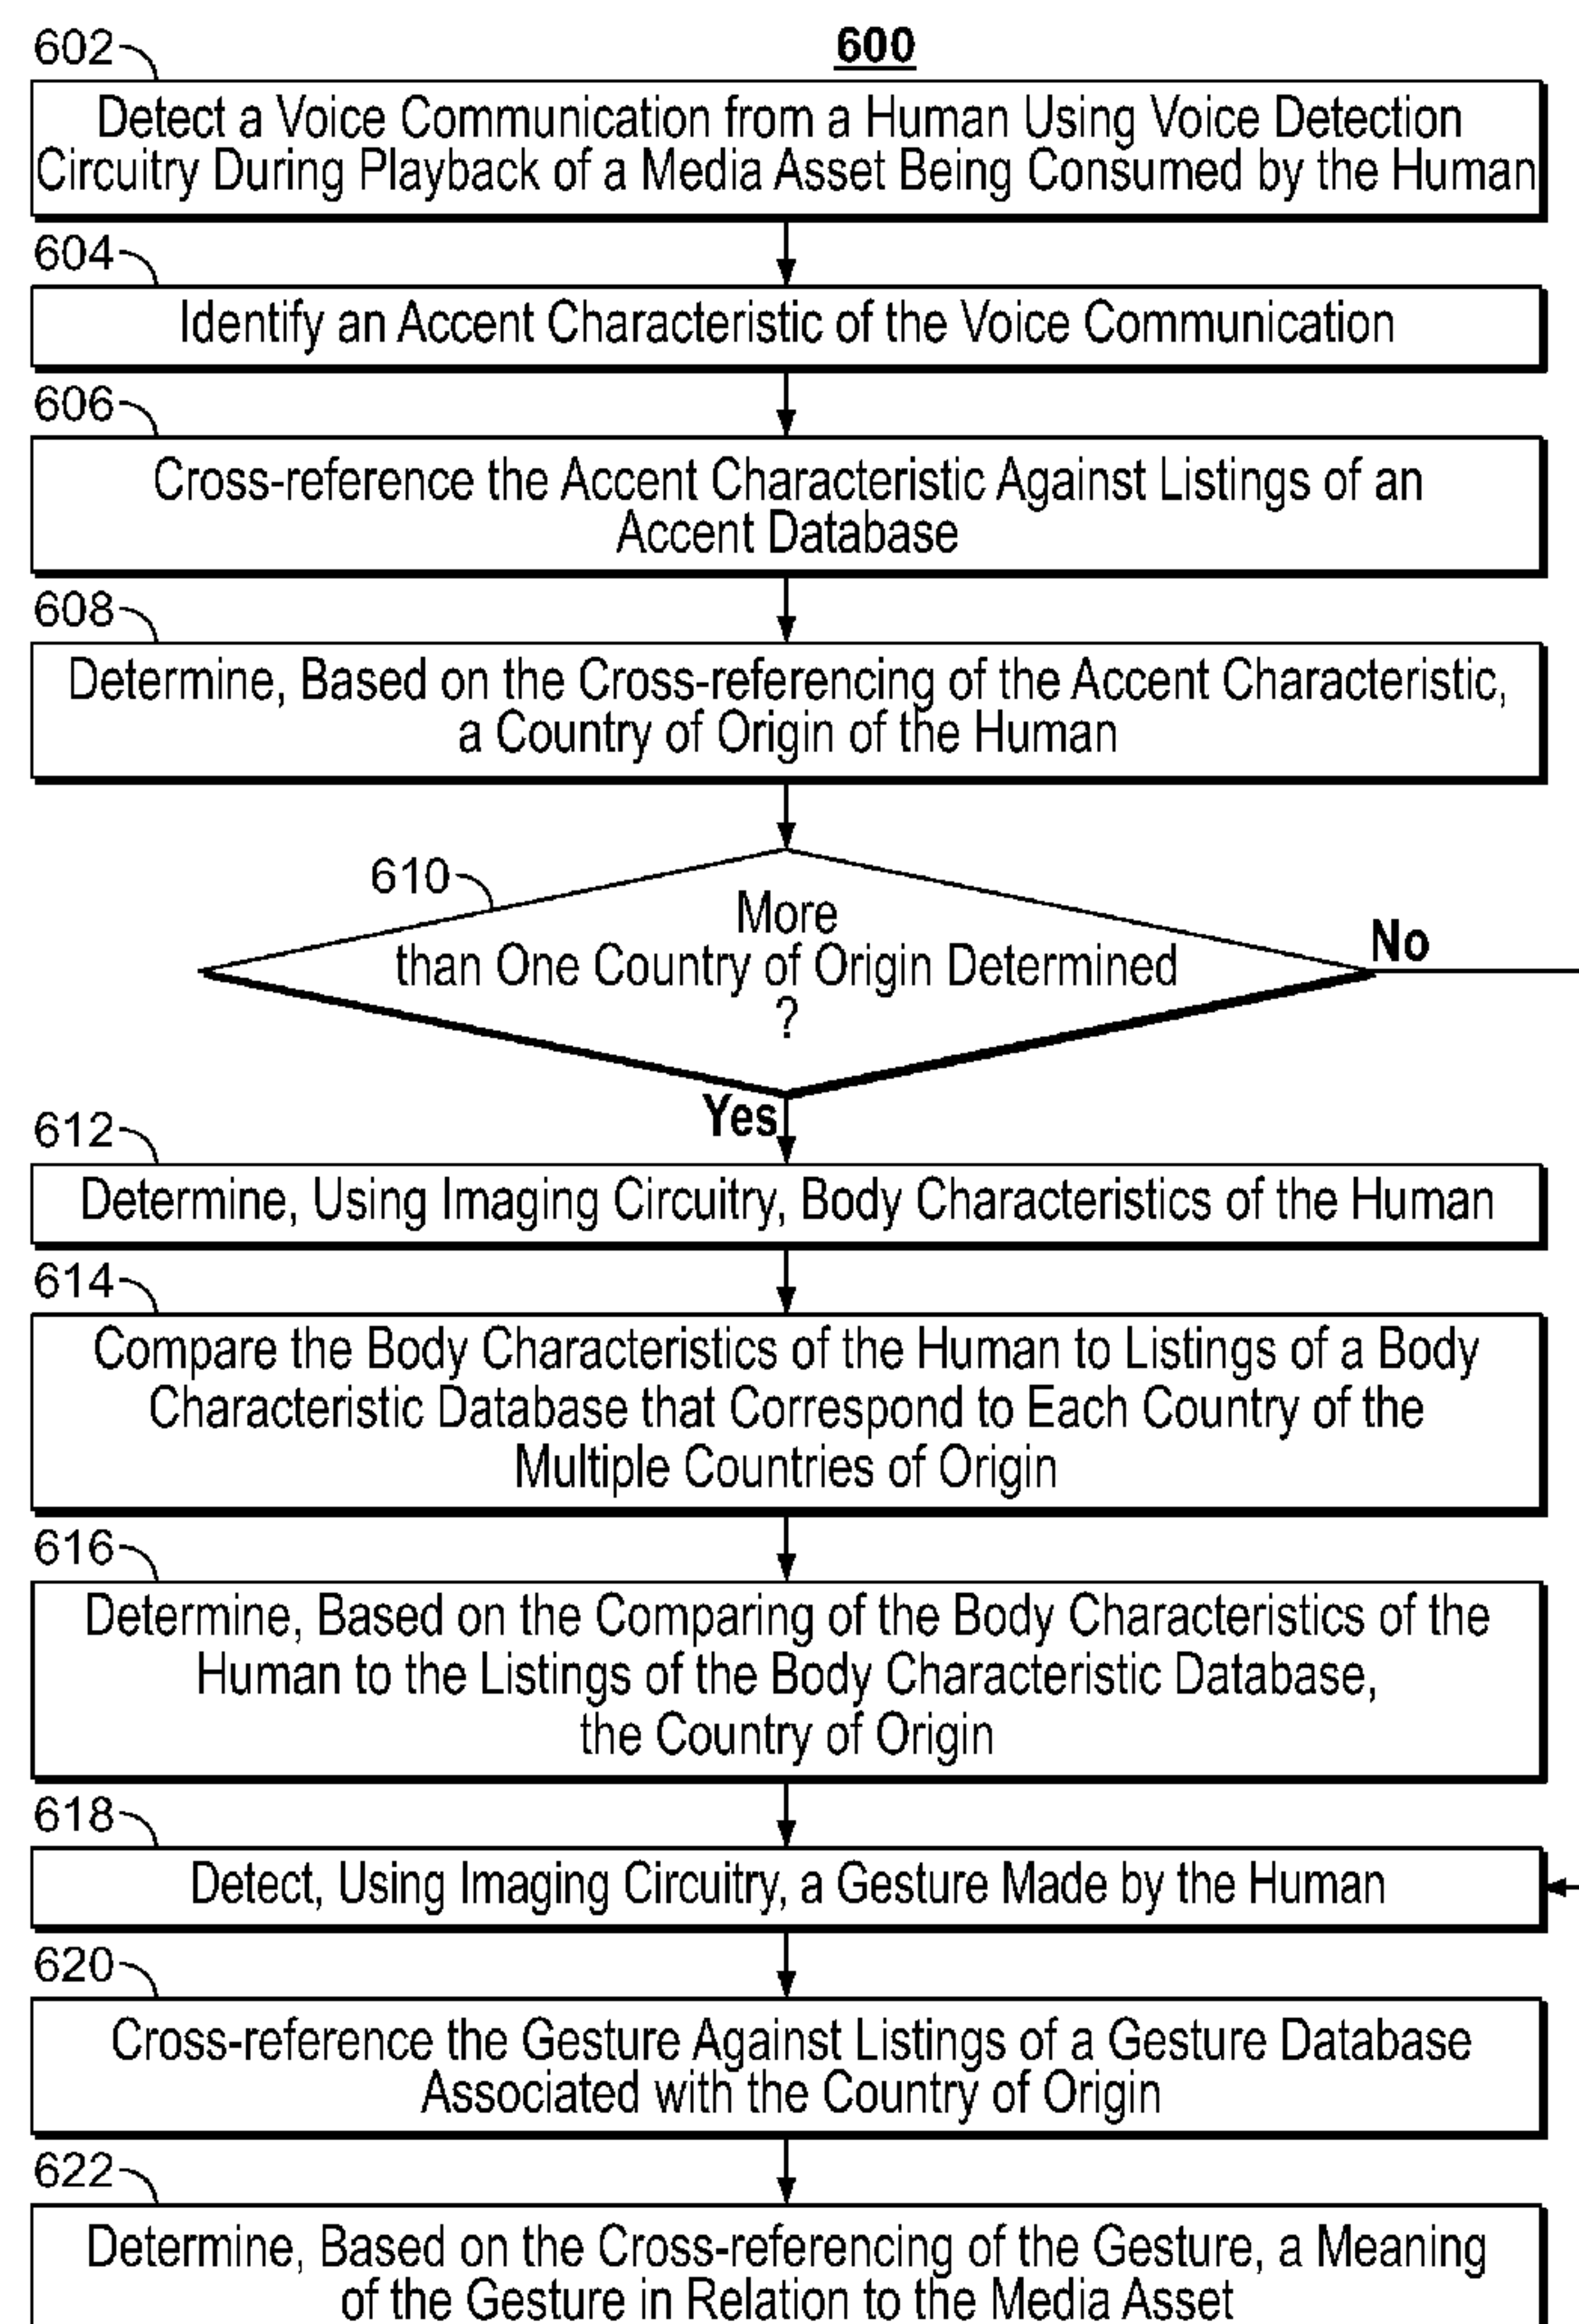 600
602
Detect a Voice Communication from a Human Using Voice Detection
Circuitry During Playback of a Media Asset Being Consumed by the Human
604
Identify an Accent Characteristic of the Voice Communication
606
Cross-reference the Accent Characteristic Against Listings of an
Accent Database
608
Determine, Based on the Cross-referencing of the Accent Characteristic,
a Country of Origin of the Human
610
More
than One Country of Origin Determined
?
No
Yes
612
Determine, Using Imaging Circuitry, Body Characteristics of the Human
614
Compare the Body Characteristics of the Human to Listings of a Body
Characteristic Database that Correspond to Each Country of the
Multiple Countries of Origin
616
Determine, Based on the Comparing of the Body Characteristics of the
Human to the Listings of the Body Characteristic Database,
the Country of Origin
618
Detect, Using Imaging Circuitry, a Gesture Made by the Human
620
Cross-reference the Gesture Against Listings of a Gesture Database
Associated with the Country of Origin
622
Determine, Based on the Cross-referencing of the Gesture, a Meaning
of the Gesture in Relation to the Media Asset